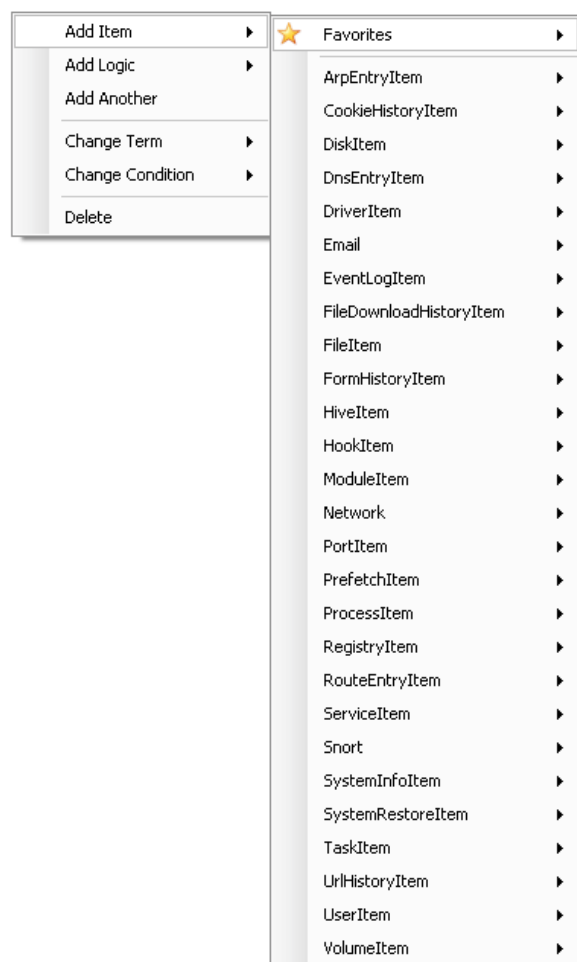 Add Item
Add Logic
Add Another
Change Term
Change Condition
Delete
Favorites
ArpEntryItem
CookieHistoryItem
DiskItem
DnsEntryItem
DriverItem
Email
EventLogItem
FileDownloadHistoryItem
FileItem
FormHistoryItem
HiveItem
HookItem
ModuleItem
Network
PortItem
PrefetchItem
ProcessItem
RegistryItem
RouteEntryItem
ServiceItem
Snort
SystemInfoItem
SystemRestoreItem
TaskItem
UrlHistoryItem
UserItem
VolumeItem